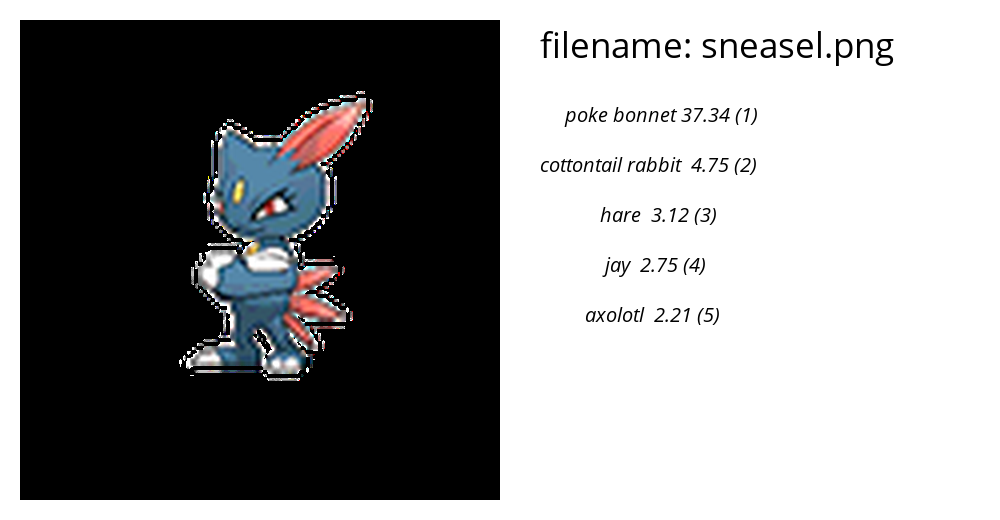 filename: sneasel.png
poke bonnet 37.34 (1)
cottontail rabbit 4.75 (2)
hare 3.12 (3)
jay 2.75 (4)
axolotl 2.21 (5)